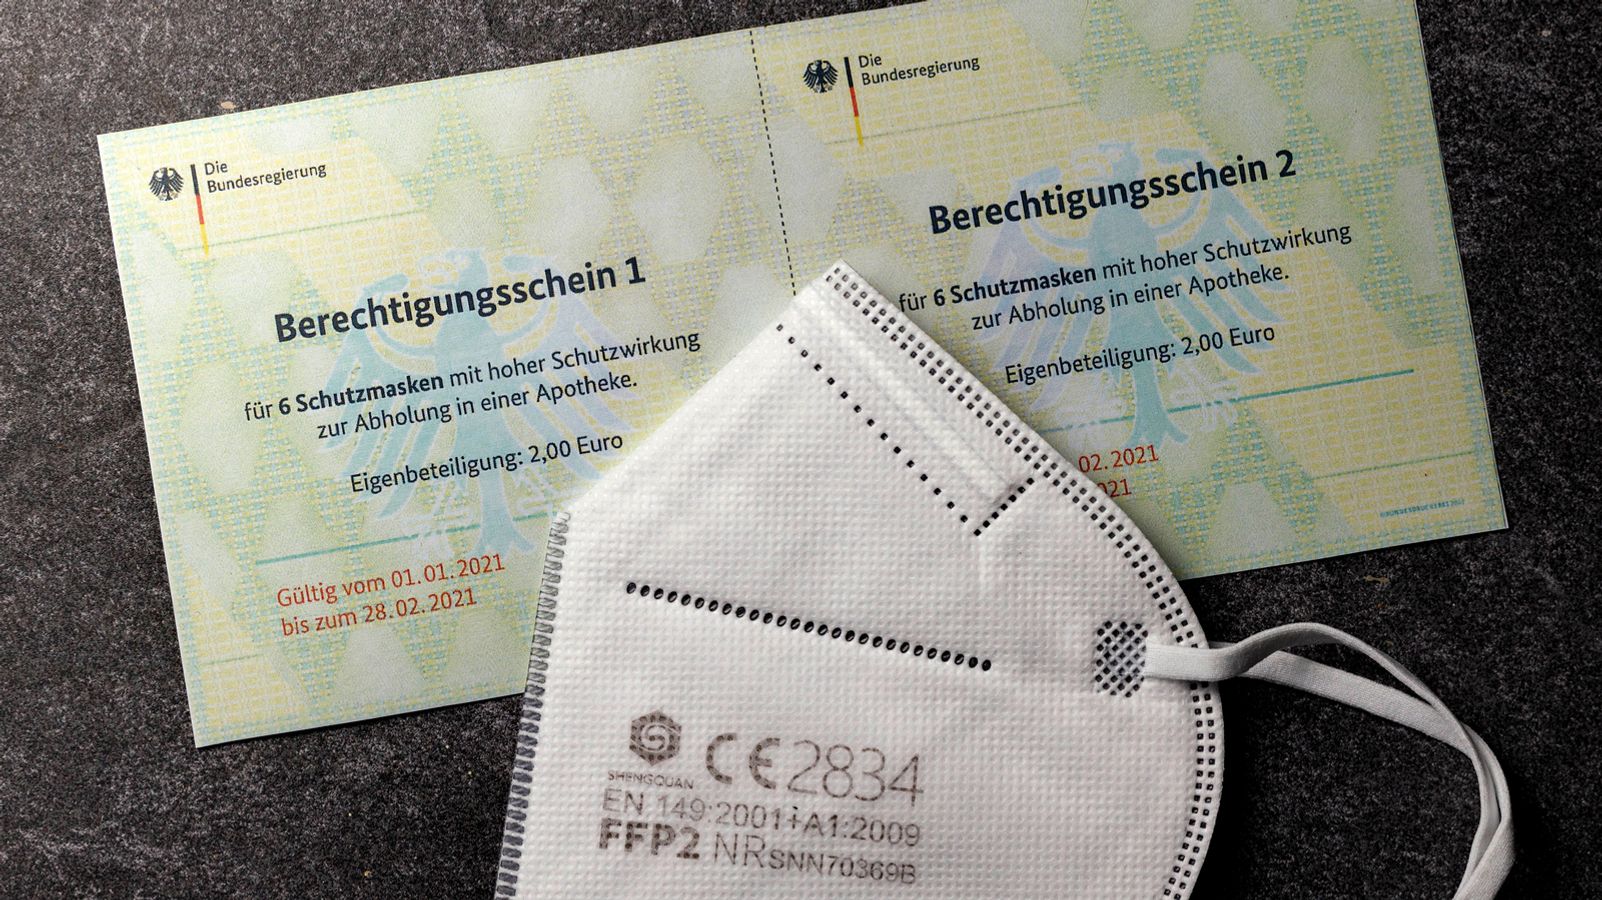 Die
Bundesregierung
Berechtigungsschein 1
für 6 Schutzmasken mit hoher Schutzwirkung
zur Abholung in einer Apotheke.
Eigenbeteiligung: 2,00 Euro
Gültig vom 01.01.2021
bis zum 28.02.2021
Die
Bundesregierung
Berechtigungsschein 2
für 6 Schutzmasken mit hoher Schutzwirkung
zur Abholung in einer Apotheke.
Eigenbeteiligung: 2,00 Euro
02.2021
021
SHENGQUAN
CE 2834
EN 149:2001+A1:2009
FFP2 NR SNN70369B